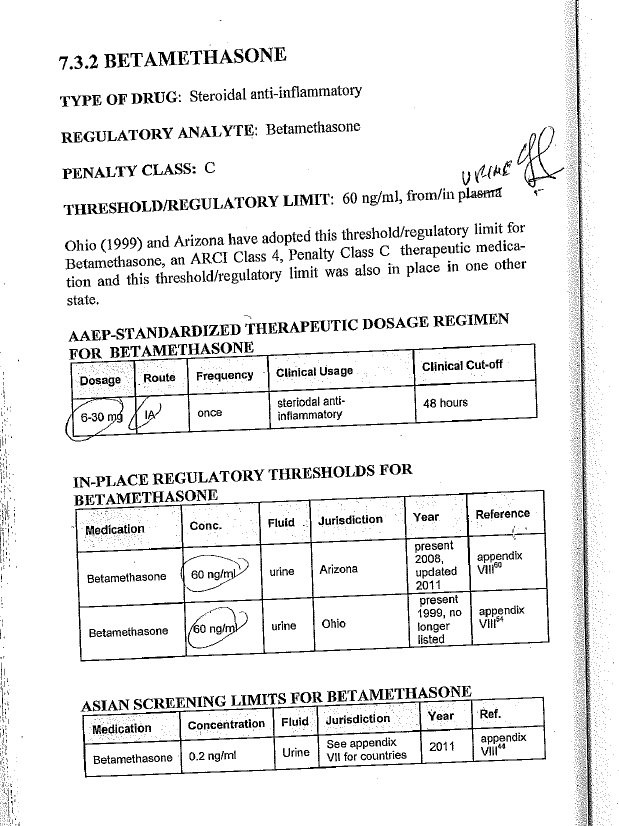 7.3.2 BETAMETHASONE
TYPE OF DRUG: Steroidal anti-inflammatory
REGULATORY ANALYTE: Betamethasone
PENALTY CLASS: C
URINE
THRESHOLD/REGULATORY LIMIT: 60 ng/ml, from/in plasma
Ohio (1999) and Arizona have adopted this threshold/regulatory limit for
Betamethasone, an ARCI Class 4, Penalty Class C therapeutic medica-
tion and this threshold/regulatory limit was also in place in one other
state.
AAEP-STANDARDIZED THERAPEUTIC DOSAGE REGIMEN
FOR BETAMETHASONE
Dosage Route Frequency Clinical Usage Clinical Cut-off
6-30 mg IA once steriodal anti-inflammatory 48 hours
IN-PLACE REGULATORY THRESHOLDS FOR
BETAMETHASONE
Medication Conc. Fluid Jurisdiction Year Reference
Betamethasone 60 ng/ml urine Arizona present 2008, updated 2011 appendix VIII60
Betamethasone 60 ng/ml urine Ohio present 1999, no longer listed appendix VIII54
ASIAN SCREENING LIMITS FOR BETAMETHASONE
Medication Concentration Fluid Jurisdiction Year Ref.
Betamethasone 0.2 ng/ml Urine See appendix VII for countries 2011 appendix VIII